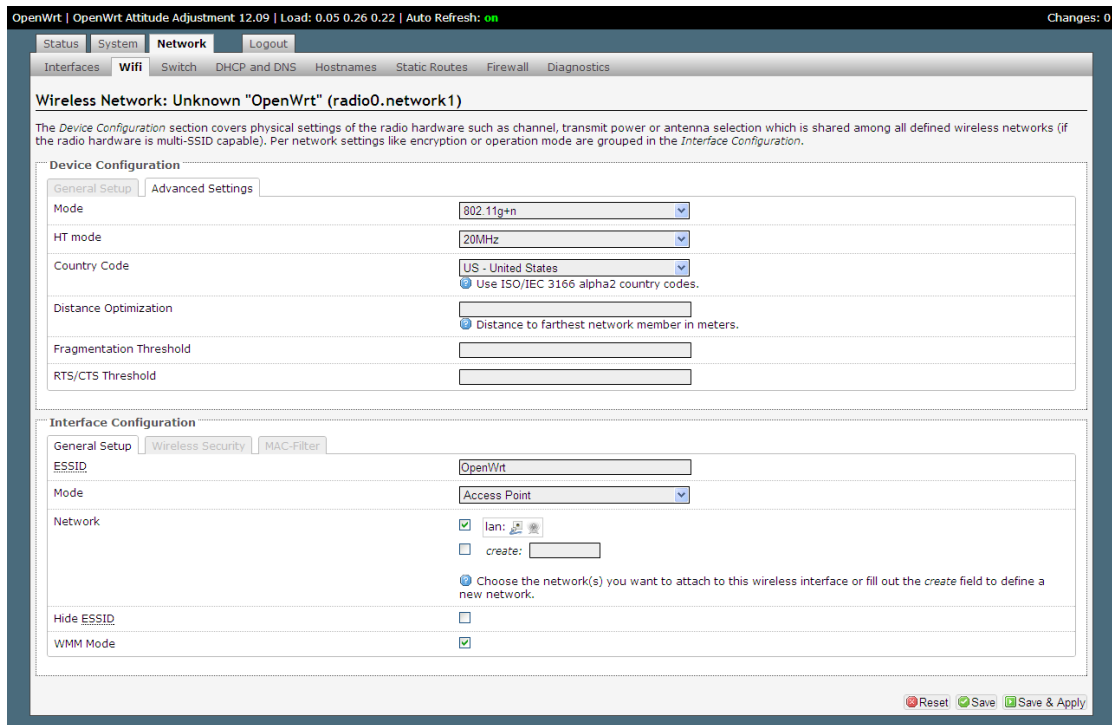 OpenWrt | OpenWrt Attitude Adjustment 12.09 | Load: 0.05 0.26 0.22 | Auto Refresh: on Changes: 0
Status System Network Logout
Interfaces Wifi Switch DHCP and DNS Hostnames Static Routes Firewall Diagnostics
Wireless Network: Unknown "OpenWrt" (radio0.network1)
The Device Configuration section covers physical settings of the radio hardware such as channel, transmit power or antenna selection which is shared among all defined wireless networks (if
the radio hardware is multi-SSID capable). Per network settings like encryption or operation mode are grouped in the Interface Configuration.
Device Configuration
General Setup Advanced Settings
Mode 802.11g+n
HT mode 20MHz
Country Code US - United States
Use ISO/IEC 3166 alpha2 country codes.
Distance Optimization
Distance to farthest network member in meters.
Fragmentation Threshold
RTS/CTS Threshold
Interface Configuration
General Setup Wireless Security MAC-Filter
ESSID OpenWrt
Mode Access Point
Network lan:
create:
Choose the network(s) you want to attach to this wireless interface or fill out the create field to define a
new network.
Hide ESSID
WMM Mode
Reset Save Save & Apply